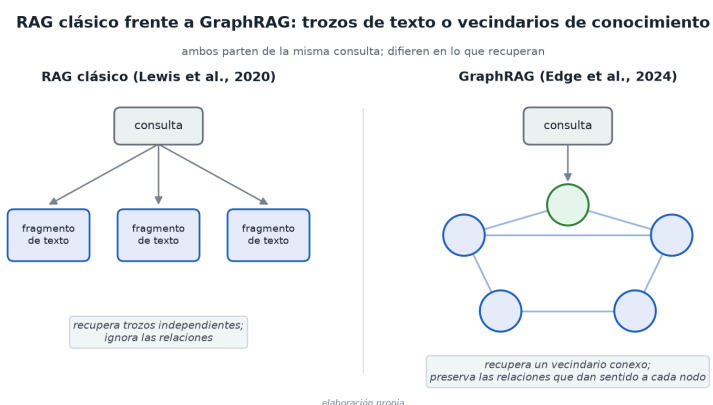 RAG clásico frente a GraphRAG: trozos de texto o vecindarios de conocimiento
ambos parten de la misma consulta; difieren en lo que recuperan
RAG clásico (Lewis et al., 2020)
consulta
fragmento
de texto
fragmento
de texto
fragmento
de texto
recupera trozos independientes;
ignora las relaciones
GraphRAG (Edge et al., 2024)
consulta
recupera un vecindario conexo;
preserva las relaciones que dan sentido a cada nodo
elaboración propia